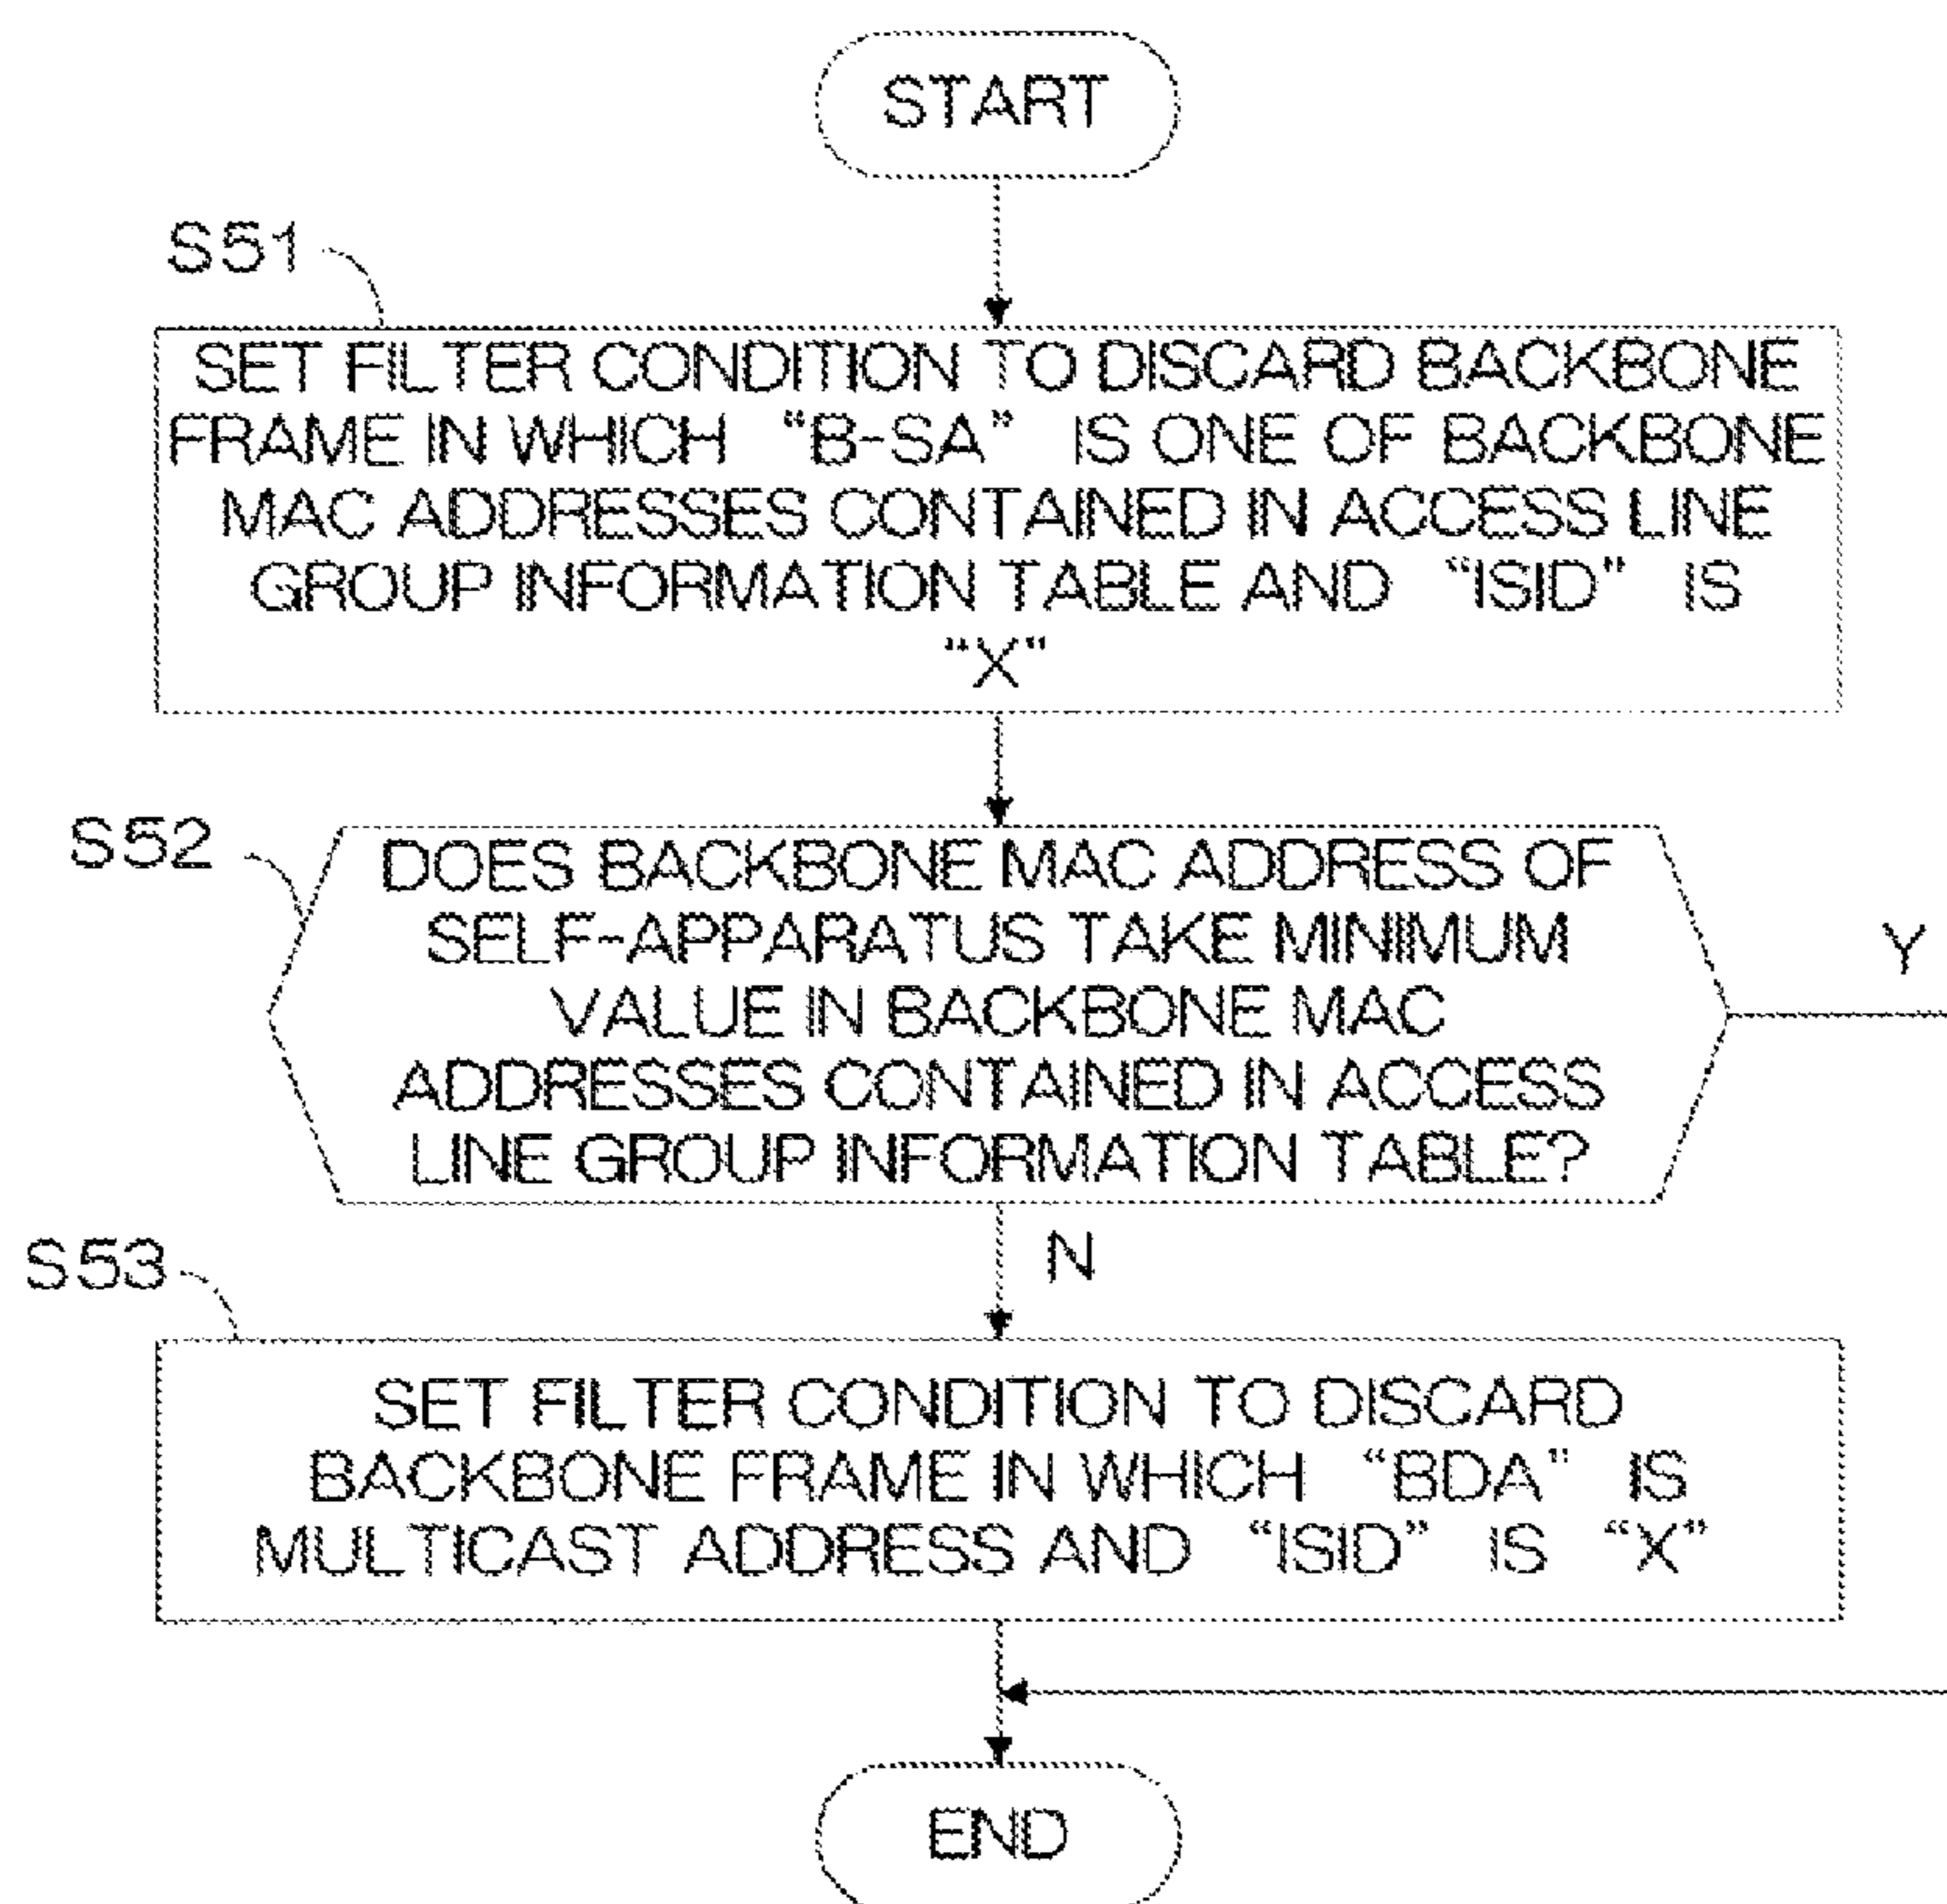 START
S51
SET FILTER CONDITION TO DISCARD BACKBONE
FRAME IN WHICH “B-SA” IS ONE OF BACKBONE
MAC ADDRESSES CONTAINED IN ACCESS LINE
GROUP INFORMATION TABLE AND “ISID” IS
“X”
S52
DOES BACKBONE MAC ADDRESS OF
SELF-APPARATUS TAKE MINIMUM
VALUE IN BACKBONE MAC
ADDRESSES CONTAINED IN ACCESS
LINE GROUP INFORMATION TABLE?
Y
N
S53
SET FILTER CONDITION TO DISCARD
BACKBONE FRAME IN WHICH “BDA” IS
MULTICAST ADDRESS AND “ISID” IS “X”
END